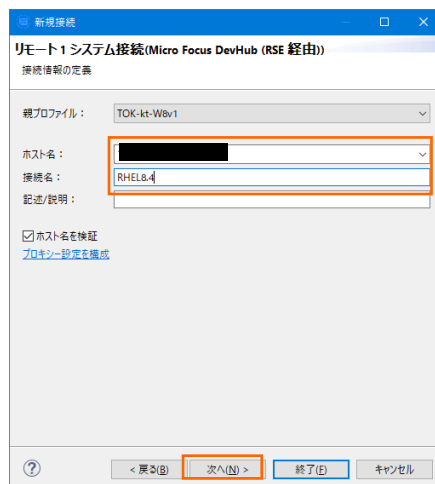 新規接続
リモート1 システム接続(Micro Focus DevHub (RSE 経由))
接続情報の定義
親プロファイル： TOK-kt-W8v1
ホスト名：
接続名： RHEL8.4
記述/説明：
ホスト名を検証
プロキシー設定を構成
< 戻る(B) 次へ(N) > 終了(F) キャンセル